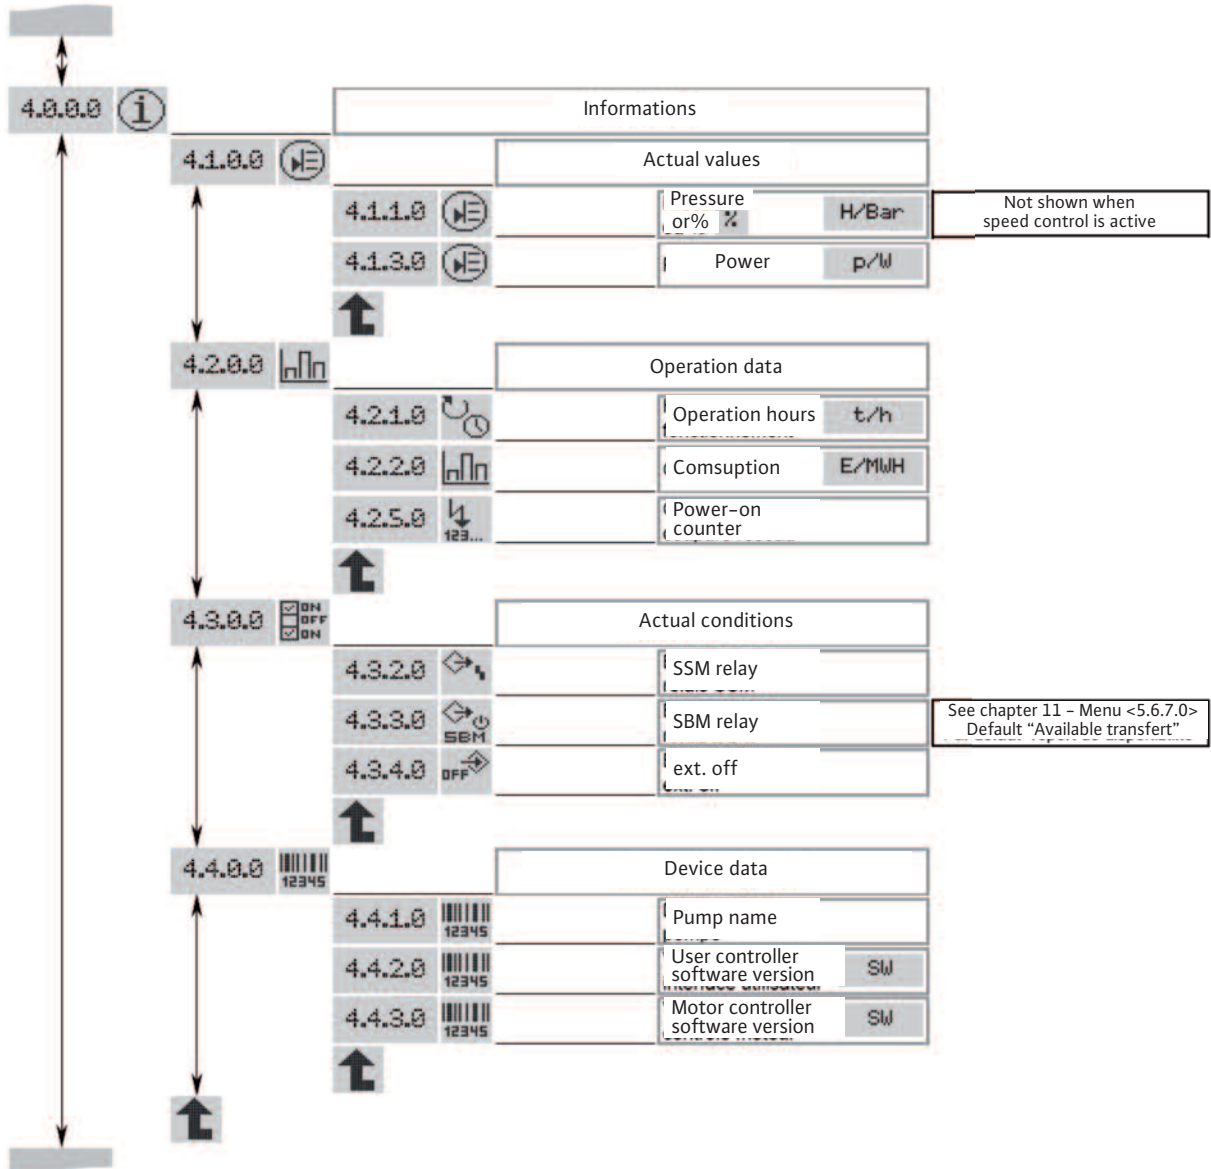 4.0.0.0 i Informations
4.1.0.0 Actual values
4.1.1.0 Pressure
or% % H/Bar
Not shown when
speed control is active
4.1.3.0 Power p/W
4.2.0.0 Operation data
4.2.1.0 Operation hours t/h
4.2.2.0 Comsuption E/MWH
4.2.5.0 123... Power-on
counter
4.3.0.0 ON
OFF
ON
Actual conditions
4.3.2.0 SSM relay
4.3.3.0 SBM SBM relay
See chapter 11 - Menu <5.6.7.0>
Default “Available transfert”
4.3.4.0 OFF ext. off
4.4.0.0 12345 Device data
4.4.1.0 12345 Pump name
4.4.2.0 12345 User controller
software version SW
4.4.3.0 12345 Motor controller
software version SW